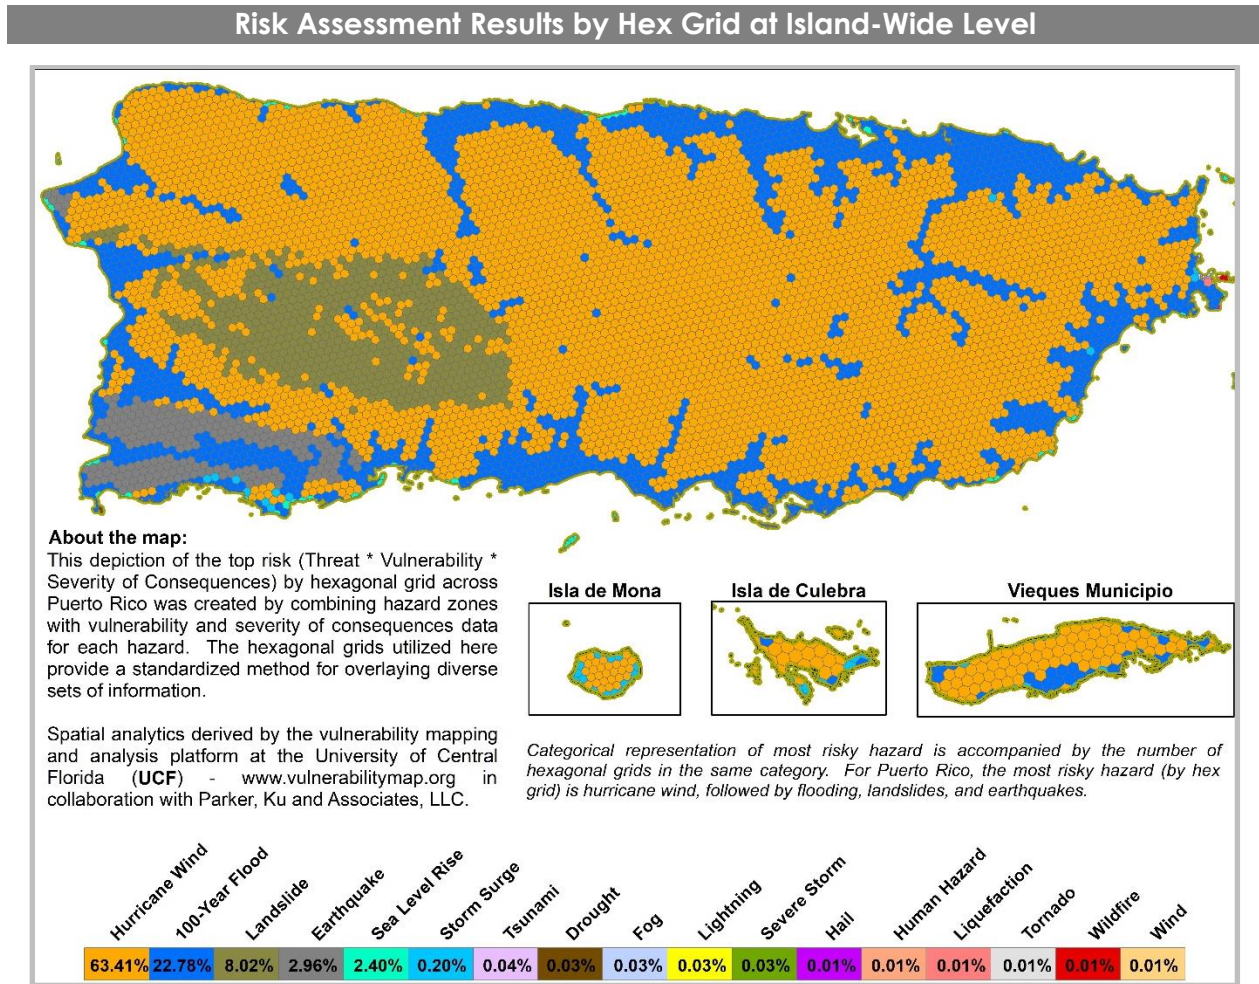 Risk Assessment Results by Hex Grid at Island-Wide Level
About the map:
This depiction of the top risk (Threat * Vulnerability *
Severity of Consequences) by hexagonal grid across
Puerto Rico was created by combining hazard zones
with vulnerability and severity of consequences data
for each hazard. The hexagonal grids utilized here
provide a standardized method for overlaying diverse
sets of information.
Spatial analytics derived by the vulnerability mapping
and analysis platform at the University of Central
Florida (UCF) - www.vulnerabilitymap.org in
collaboration with Parker, Ku and Associates, LLC.
Isla de Mona
Isla de Culebra
Vieques Municipio
Categorical representation of most risky hazard is accompanied by the number of
hexagonal grids in the same category. For Puerto Rico, the most risky hazard (by hex
grid) is hurricane wind, followed by flooding, landslides, and earthquakes.
Hurricane Wind
100-Year Flood
Landslide
Earthquake
Sea Level Rise
Storm Surge
Tsunami
Drought
Fog
Lightning
Severe Storm
Hail
Human Hazard
Liquefaction
Tornado
Wildfire
Wind
63.41% 22.78% 8.02% 2.96% 2.40% 0.20% 0.04% 0.03% 0.03% 0.03% 0.03% 0.01% 0.01% 0.01% 0.01% 0.01% 0.01%